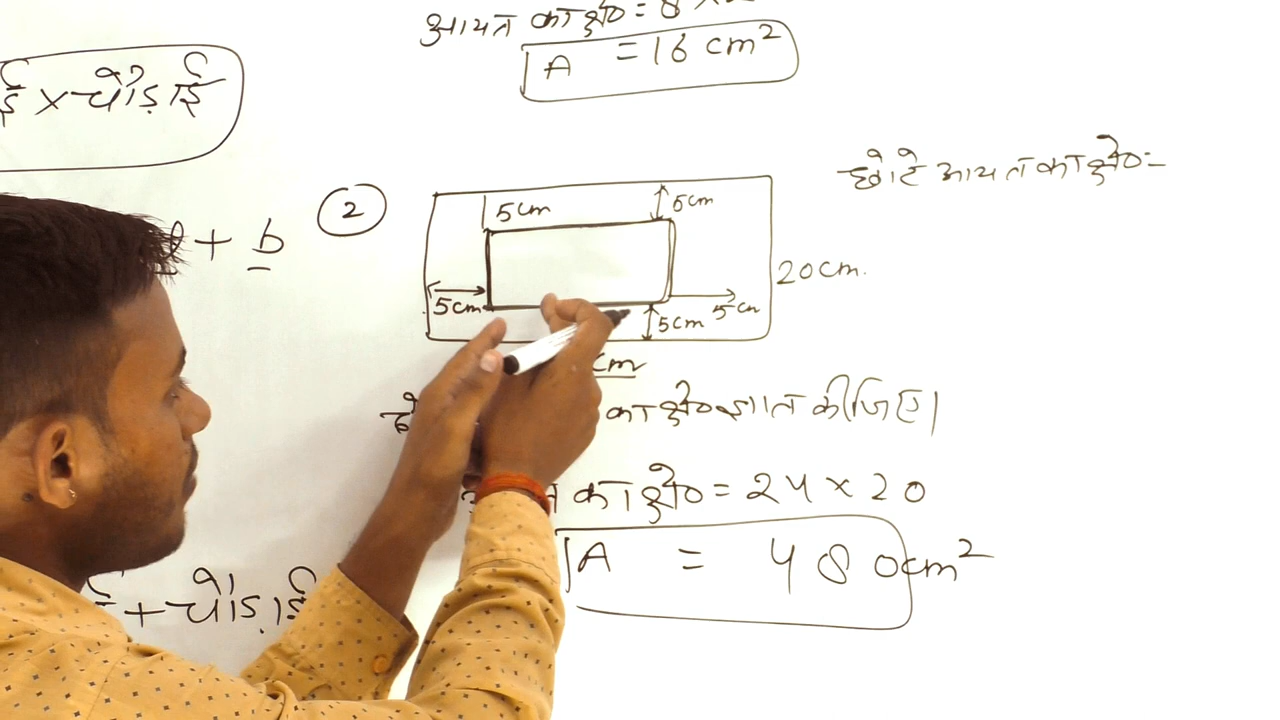 आयत का क्षे० = 8 ×
A = 16 cm²
ई × चौड़ाई
छोटे आयत का क्षे० :-
2
5cm
5cm
l + b
20cm.
5cm
5cm
5cm
cm
का क्षे० ज्ञात कीजिए।
का क्षे० = 24 × 20
A = 480cm²
ई + चौड़ाई